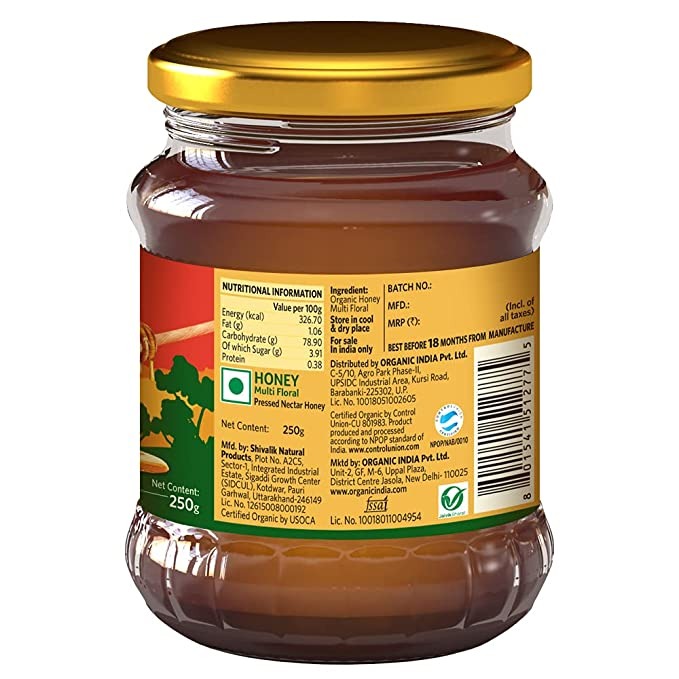 NUTRITIONAL INFORMATION
Value per 100g
Energy (kcal) 326.70
Fat (g) 1.06
Carbohydrate (g) 78.90
Of which Sugar (g) 3.91
Protein 0.38
HONEY
Multi Floral
Pressed Nectar Honey
Net Content: 250g
Mfd. by: Shivalik Natural
Products, Plot No. A2C5,
Sector-1, Integrated Industrial
Estate, Sigaddi Growth Center
(SIDCUL), Kotdwar, Pauri
Garhwal, Uttarakhand-246149
Lic. No. 12615008000192
Certified Organic by USOCA
Net Content:
250g
Ingredient:
Organic Honey
Multi Floral
Store in cool
& dry place
For sale
in india only
BATCH NO.:
MFD.:
MRP (₹): (Incl. of
all taxes)
BEST BEFORE 18 MONTHS FROM MANUFACTURE
Distributed by ORGANIC INDIA Pvt. Ltd.
C-5/10, Agro Park Phase-II,
UPSIDC Industrial Area, Kursi Road,
Barabanki-225302, U.P.
Lic. No. 10018051002605
Certified Organic by Control
Union-CU 801983. Product
produced and processed
according to NPOP standard of
India. www.controlunion.com
NPOP/NAB/0010
Mktd by: ORGANIC INDIA Pvt. Ltd.
Unit-2, GF, M-6, Uppal Plaza,
District Centre Jasola, New Delhi - 110025
www.organicindia.com
fssai
Lic. No. 10018011004954
8 015411 512775